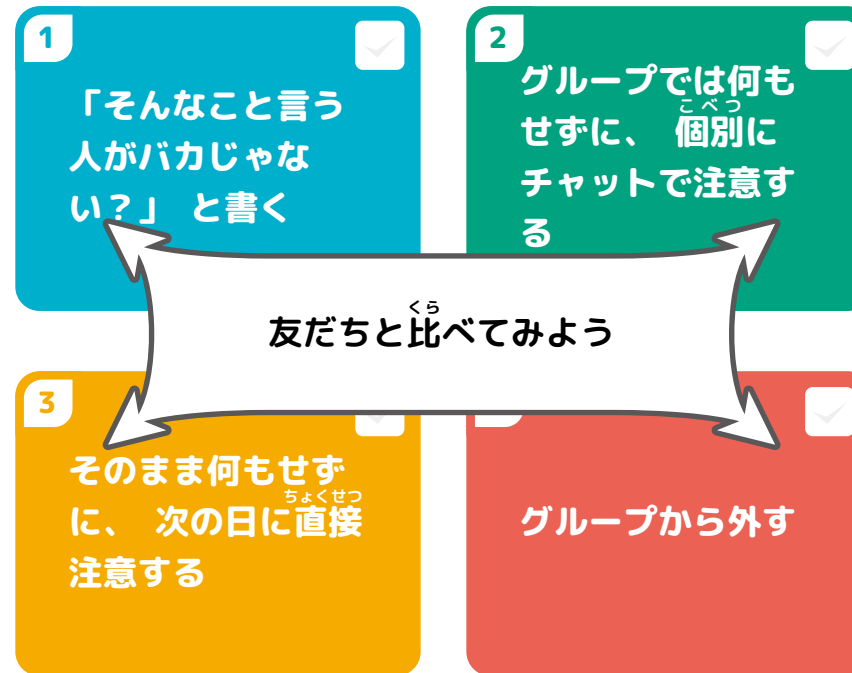 1
「そんなこと言う
人がバカじゃな
い？」 と書く
2
グループでは何も
こべつ
せずに、 個別に
チャットで注意す
る
くら
友だちと比べてみよう
3
そのまま何もせず
ちょくせつ
に、 次の日に直接
注意する
グループから外す